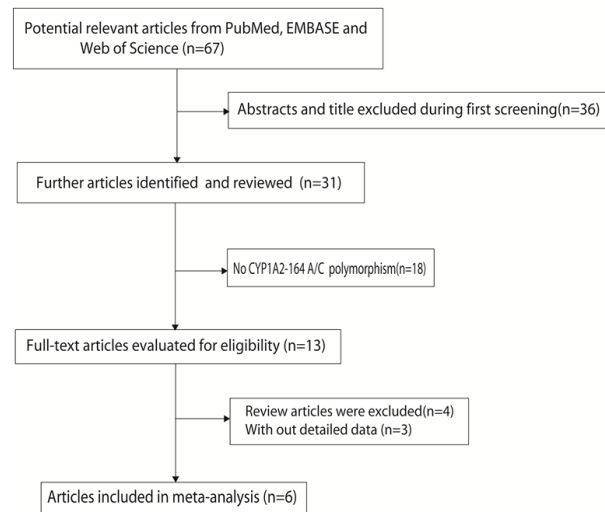 Potential relevant articles from PubMed, EMBASE and
Web of Science (n=67)
Abstracts and title excluded during first screening(n=36)
Further articles identified and reviewed (n=31)
No CYP1A2-164 A/C polymorphism(n=18)
Full-text articles evaluated for eligibility (n=13)
Review articles were excluded(n=4)
With out detailed data (n=3)
Articles included in meta-analysis (n=6)